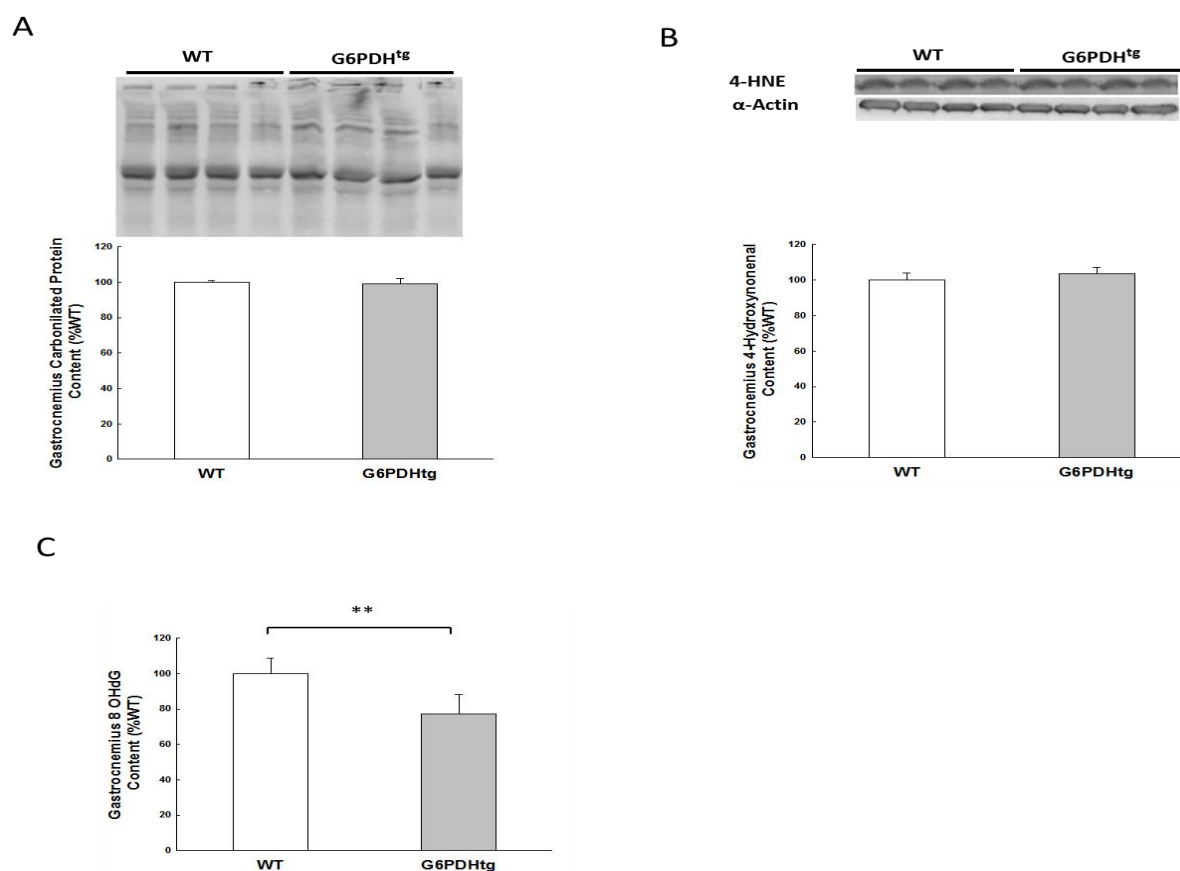 A
WT G6PDHtg
120
100
80
60
40
20
0
Gastrocnemius Carbonilated Protein
Content (%WT)
WT G6PDHtg
B
WT G6PDHtg
4-HNE
α-Actin
120
100
80
60
40
20
0
Gastrocnemius 4-Hydroxynonenal
Content (%WT)
WT G6PDHtg
C
**
120
100
80
60
40
20
0
Gastrocnemius 8 OHdG
Content (%WT)
WT G6PDHtg